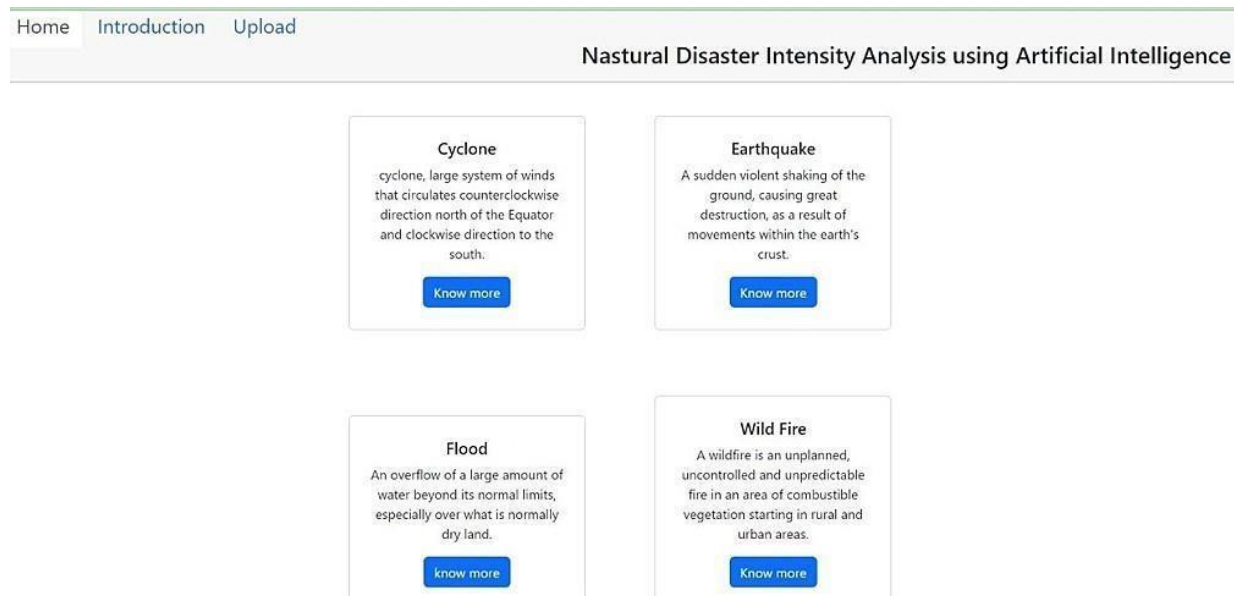 Home Introduction Upload
Nastural Disaster Intensity Analysis using Artificial Intelligence
Cyclone
cyclone, large system of winds
that circulates counterclockwise
direction north of the Equator
and clockwise direction to the
south.
Know more
Earthquake
A sudden violent shaking of the
ground, causing great
destruction, as a result of
movements within the earth's
crust.
Know more
Flood
An overflow of a large amount of
water beyond its normal limits,
especially over what is normally
dry land.
know more
Wild Fire
A wildfire is an unplanned,
uncontrolled and unpredictable
fire in an area of combustible
vegetation starting in rural and
urban areas.
Know more